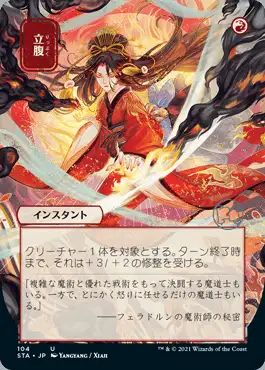 りっぷく
立腹
インスタント
クリーチャー1体を対象とする。ターン終了時
まで、それは+3/+2の修整を受ける。
「複雑な魔術と優れた戦術をもって決闘する魔道士も
いる。一方で、とにかく怒りに任せるだけの魔道士もい
る。」
――フェラドルンの魔術師の秘密
104 U
STA・JP YANGYANG/XIAH
™ & © 2021 Wizards of the Coast